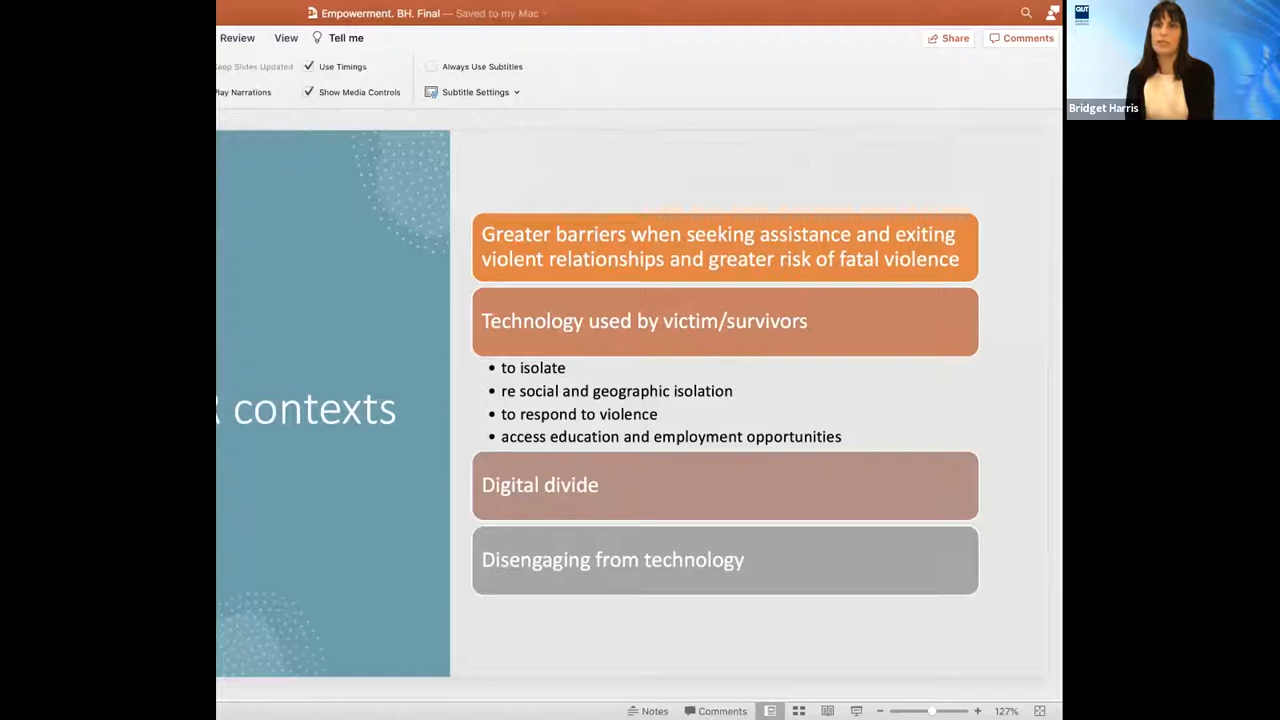 Empowerment. BH. Final — Saved to my Mac
QUT
Review View Tell me
Share Comments
Keep Slides Updated Use Timings Always Use Subtitles
Play Narrations Show Media Controls Subtitle Settings
Bridget Harris
contexts
Greater barriers when seeking assistance and exiting
violent relationships and greater risk of fatal violence
Technology used by victim/survivors
• to isolate
• re social and geographic isolation
• to respond to violence
• access education and employment opportunities
Digital divide
Disengaging from technology
Notes Comments 127%